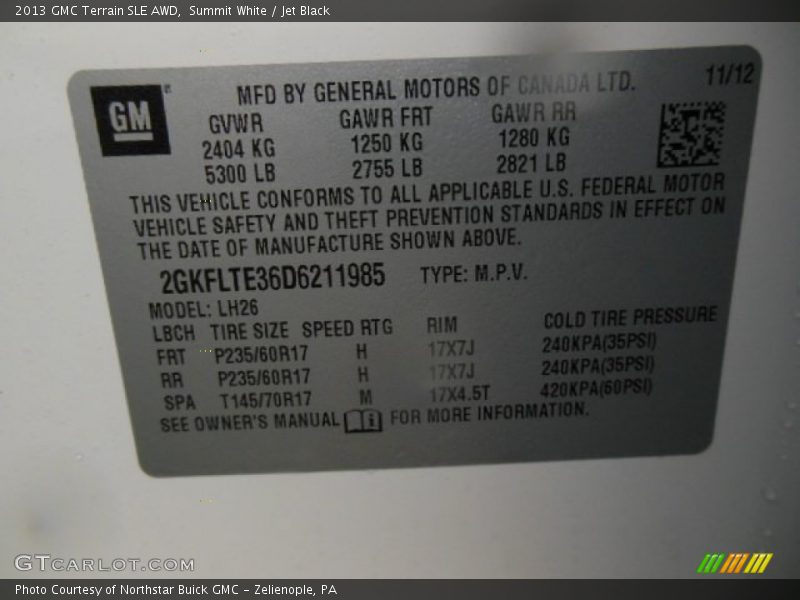 2013 GMC Terrain SLE AWD, Summit White / Jet Black
GM
MFD BY GENERAL MOTORS OF CANADA LTD. 11/12
GVWR GAWR FRT GAWR RR
2404 KG 1250 KG 1280 KG
5300 LB 2755 LB 2821 LB
THIS VEHICLE CONFORMS TO ALL APPLICABLE U.S. FEDERAL MOTOR
VEHICLE SAFETY AND THEFT PREVENTION STANDARDS IN EFFECT ON
THE DATE OF MANUFACTURE SHOWN ABOVE.
2GKFLTE36D6211985 TYPE: M.P.V.
MODEL: LH26
LBCH TIRE SIZE SPEED RTG RIM COLD TIRE PRESSURE
FRT P235/60R17 H 17X7J 240KPA(35PSI)
RR P235/60R17 H 17X7J 240KPA(35PSI)
SPA T145/70R17 M 17X4.5T 420KPA(60PSI)
SEE OWNER'S MANUAL FOR MORE INFORMATION.
GTCARLOT.COM
Photo Courtesy of Northstar Buick GMC - Zelienople, PA